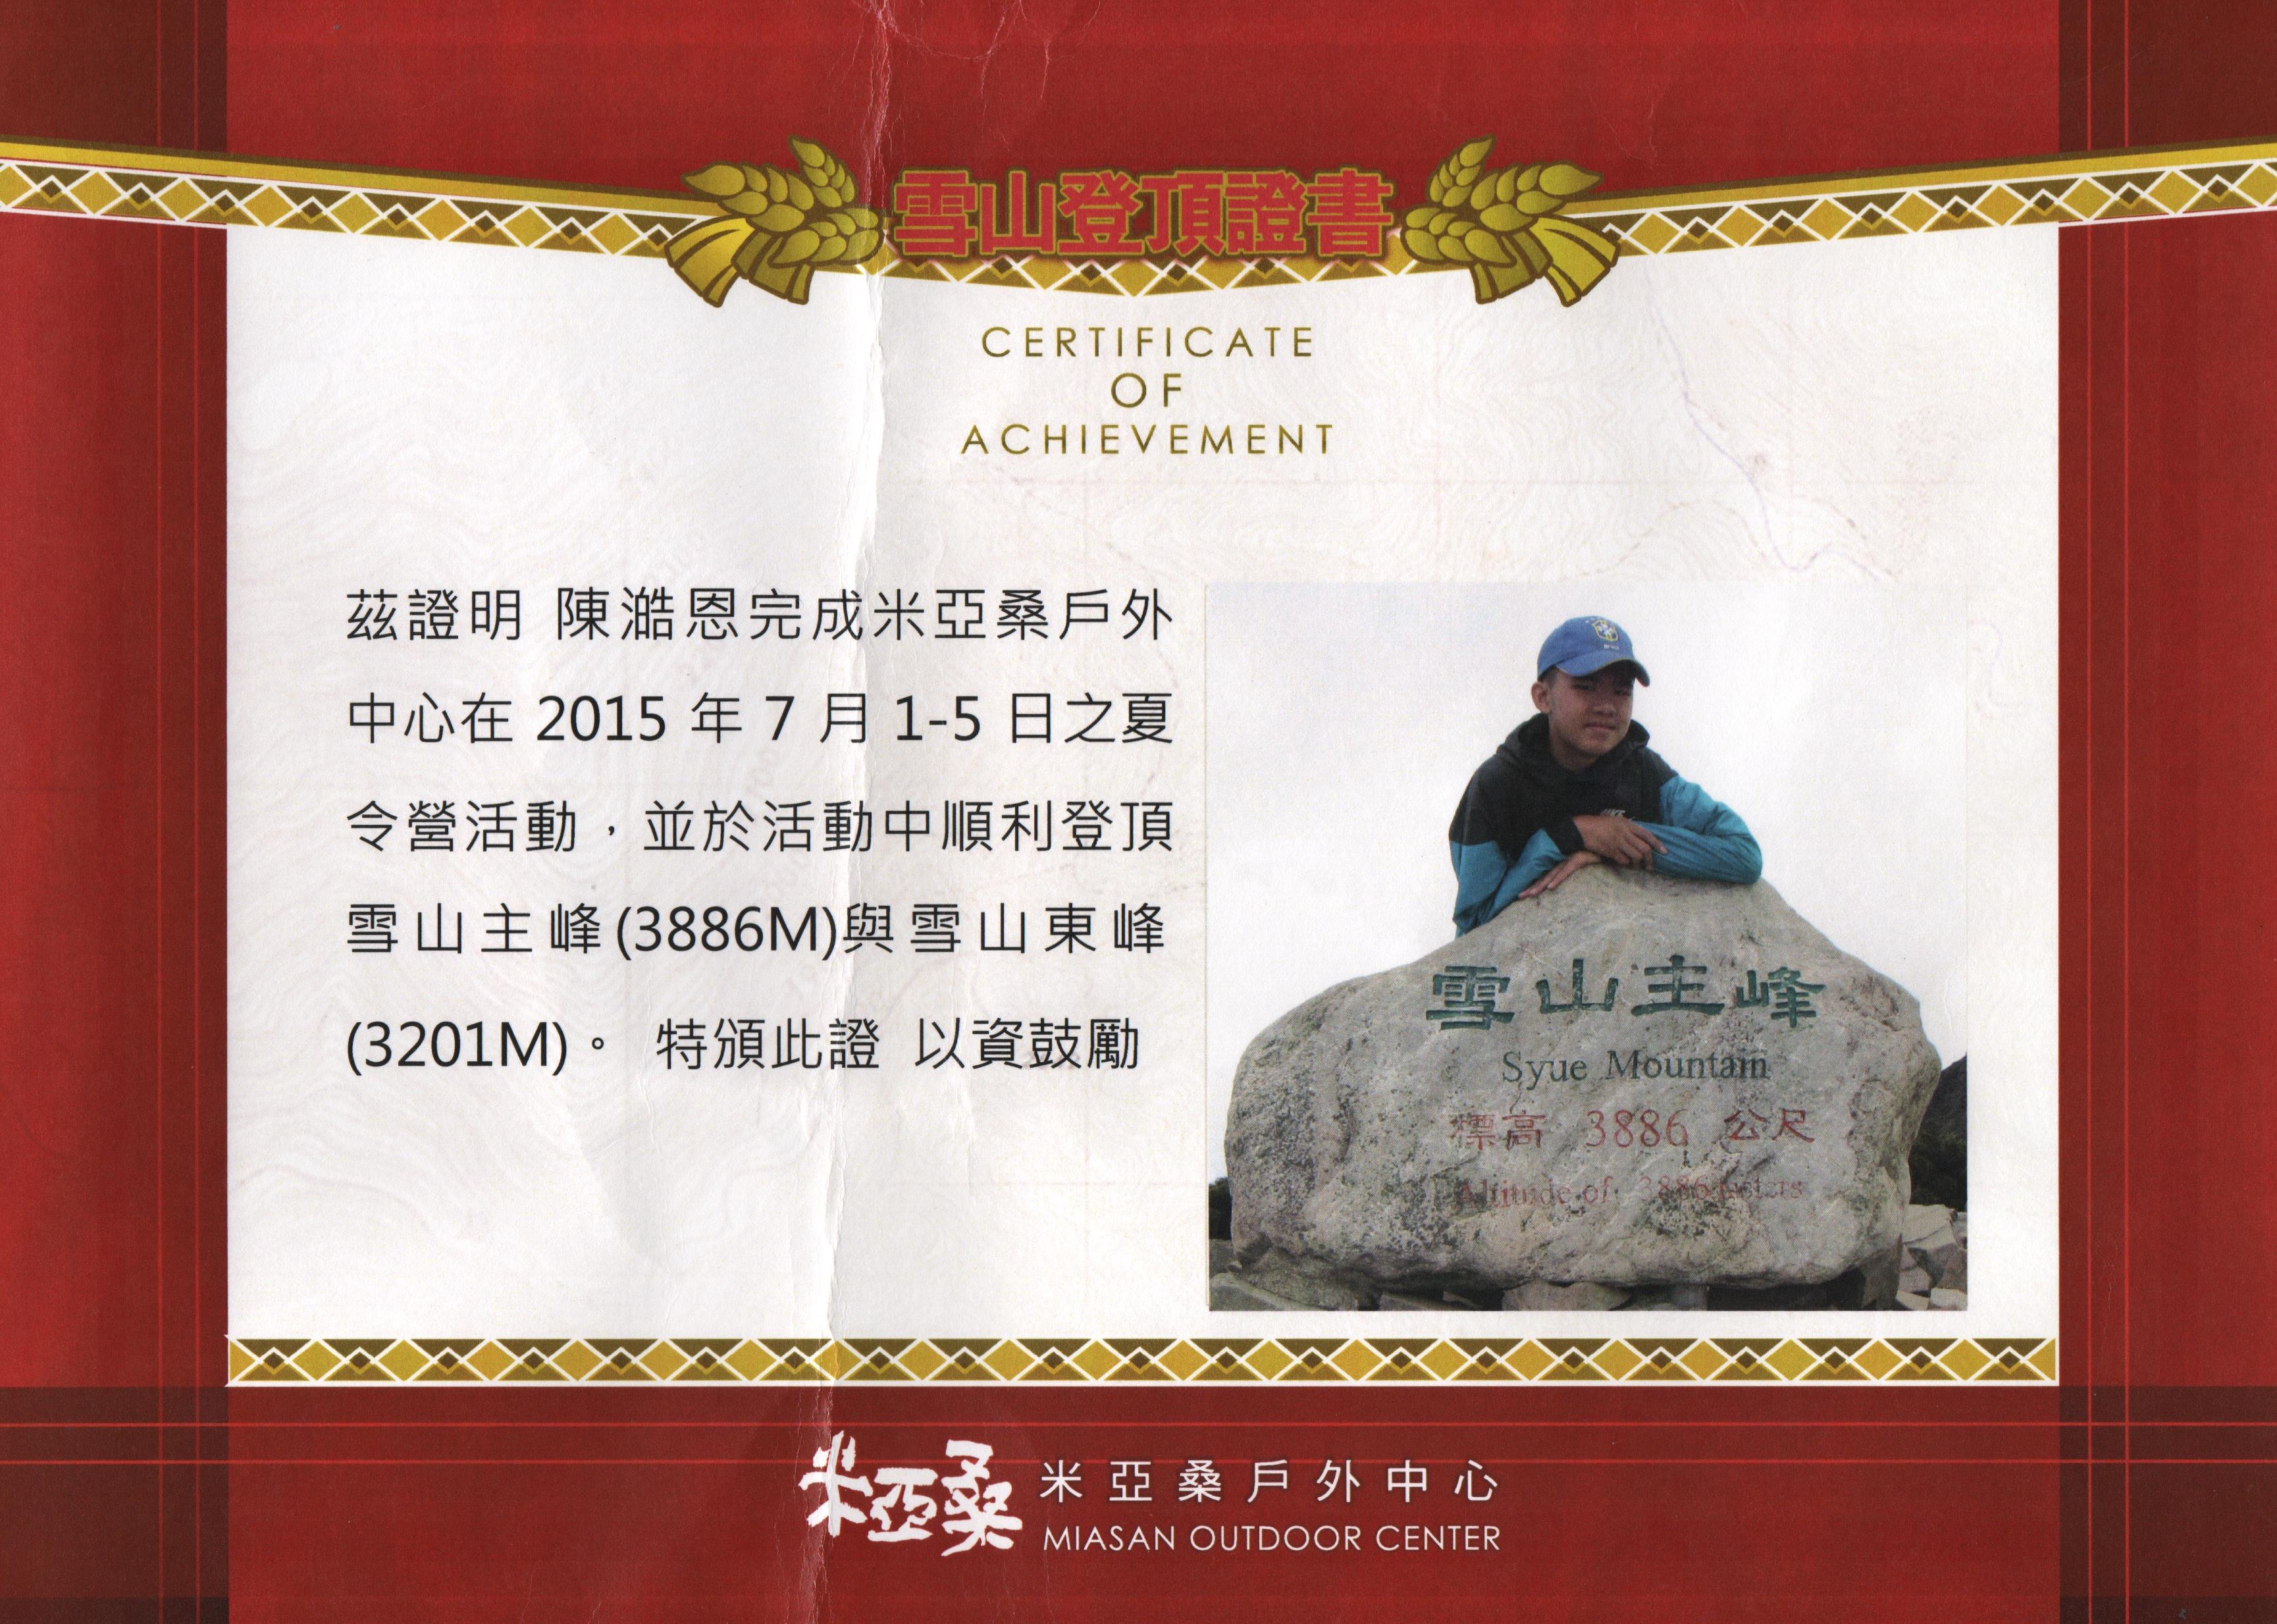 雪山登頂證書
CERTIFICATE
OF
ACHIEVEMENT
茲證明 陳澔恩完成米亞桑戶外
中心在 2015 年 7 月 1-5 日之夏
令營活動，並於活動中順利登頂
雪山主峰(3886M)與雪山東峰
(3201M)。 特頒此證 以資鼓勵
雪山主峰
Syue Mountain
標高 3886 公尺
Altitude of 3886 meters
米亞桑
米亞桑戶外中心
MIASAN OUTDOOR CENTER